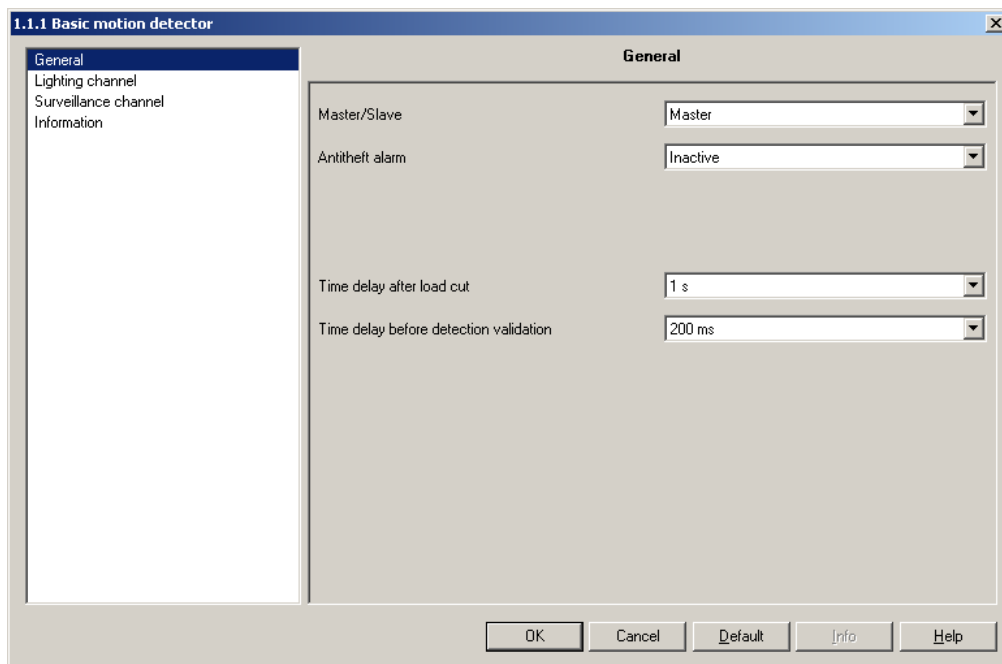 1.1.1 Basic motion detector
General
Lighting channel
Surveillance channel
Information
General
Master/Slave
Master
Antitheft alarm
Inactive
Time delay after load cut
1 s
Time delay before detection validation
200 ms
OK
Cancel
Default
Info
Help